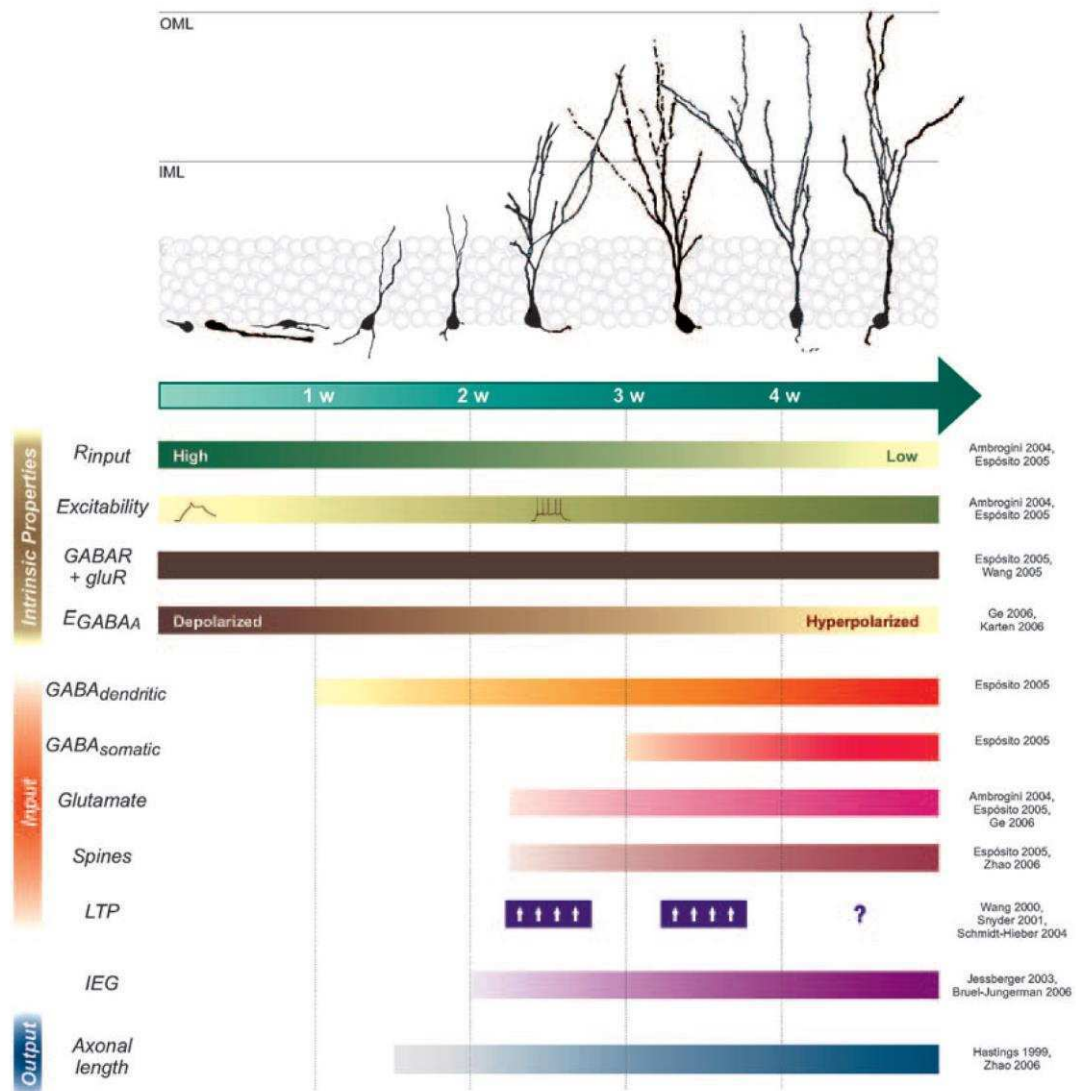 OML
IML
1 w 2 w 3 w 4 w
Intrinsic Properties
Rinput
High
Low
Ambrogini 2004,
Espósito 2005
Excitability
Ambrogini 2004,
Espósito 2005
GABAR
+ gluR
Espósito 2005,
Wang 2005
EGABAA
Depolarized
Hyperpolarized
Ge 2006,
Karten 2006
Input
GABAdendritic
Espósito 2005
GABAsomatic
Espósito 2005
Glutamate
Ambrogini 2004,
Espósito 2005,
Ge 2006
Spines
Espósito 2005,
Zhao 2006
LTP
?
Wang 2000,
Snyder 2001,
Schmidt-Hieber 2004
IEG
Jessberger 2003,
Bruel-Jungerman 2006
Output
Axonal
length
Hastings 1999,
Zhao 2006